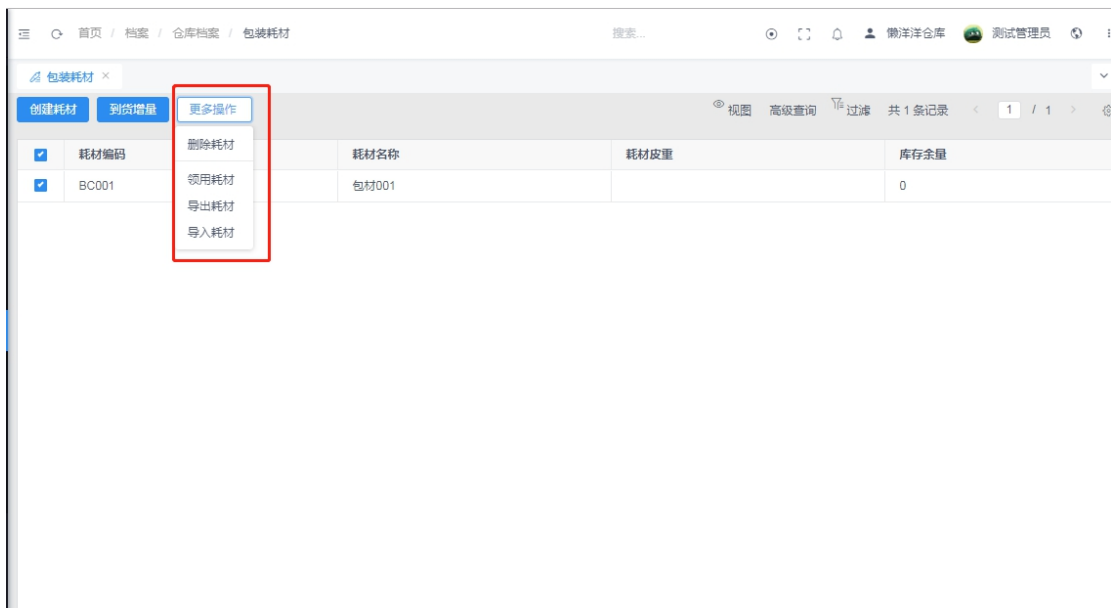 首页 / 档案 / 仓库档案 / 包装耗材 搜索... 懒洋洋仓库 测试管理员
包装耗材 ×
创建耗材 到货增量 更多操作 视图 高级查询 过滤 共 1 条记录 < 1 / 1 >
删除耗材
耗材编码 耗材名称 耗材皮重 库存余量
领用耗材
BC001 包材001 0
导出耗材
导入耗材